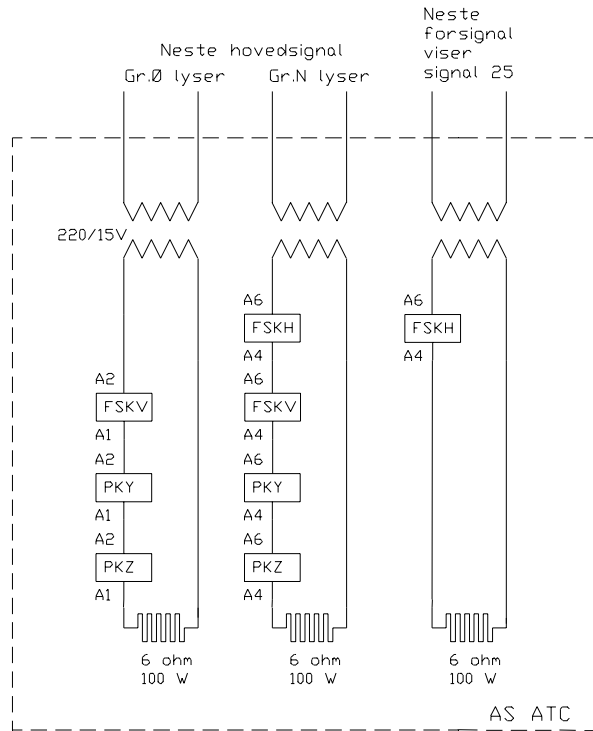 Neste
forsignal
viser
signal 25
Neste hovedsignal
Gr.Ø lyser
Gr.N lyser
220/15V
A6
FSKH
A4
A6
FSKH
A4
A2
FSKV
A1
A6
FSKV
A4
A2
PKY
A1
A6
PKY
A4
A2
PKZ
A1
A6
PKZ
A4
6 ohm
100 W
6 ohm
100 W
6 ohm
100 W
AS ATC